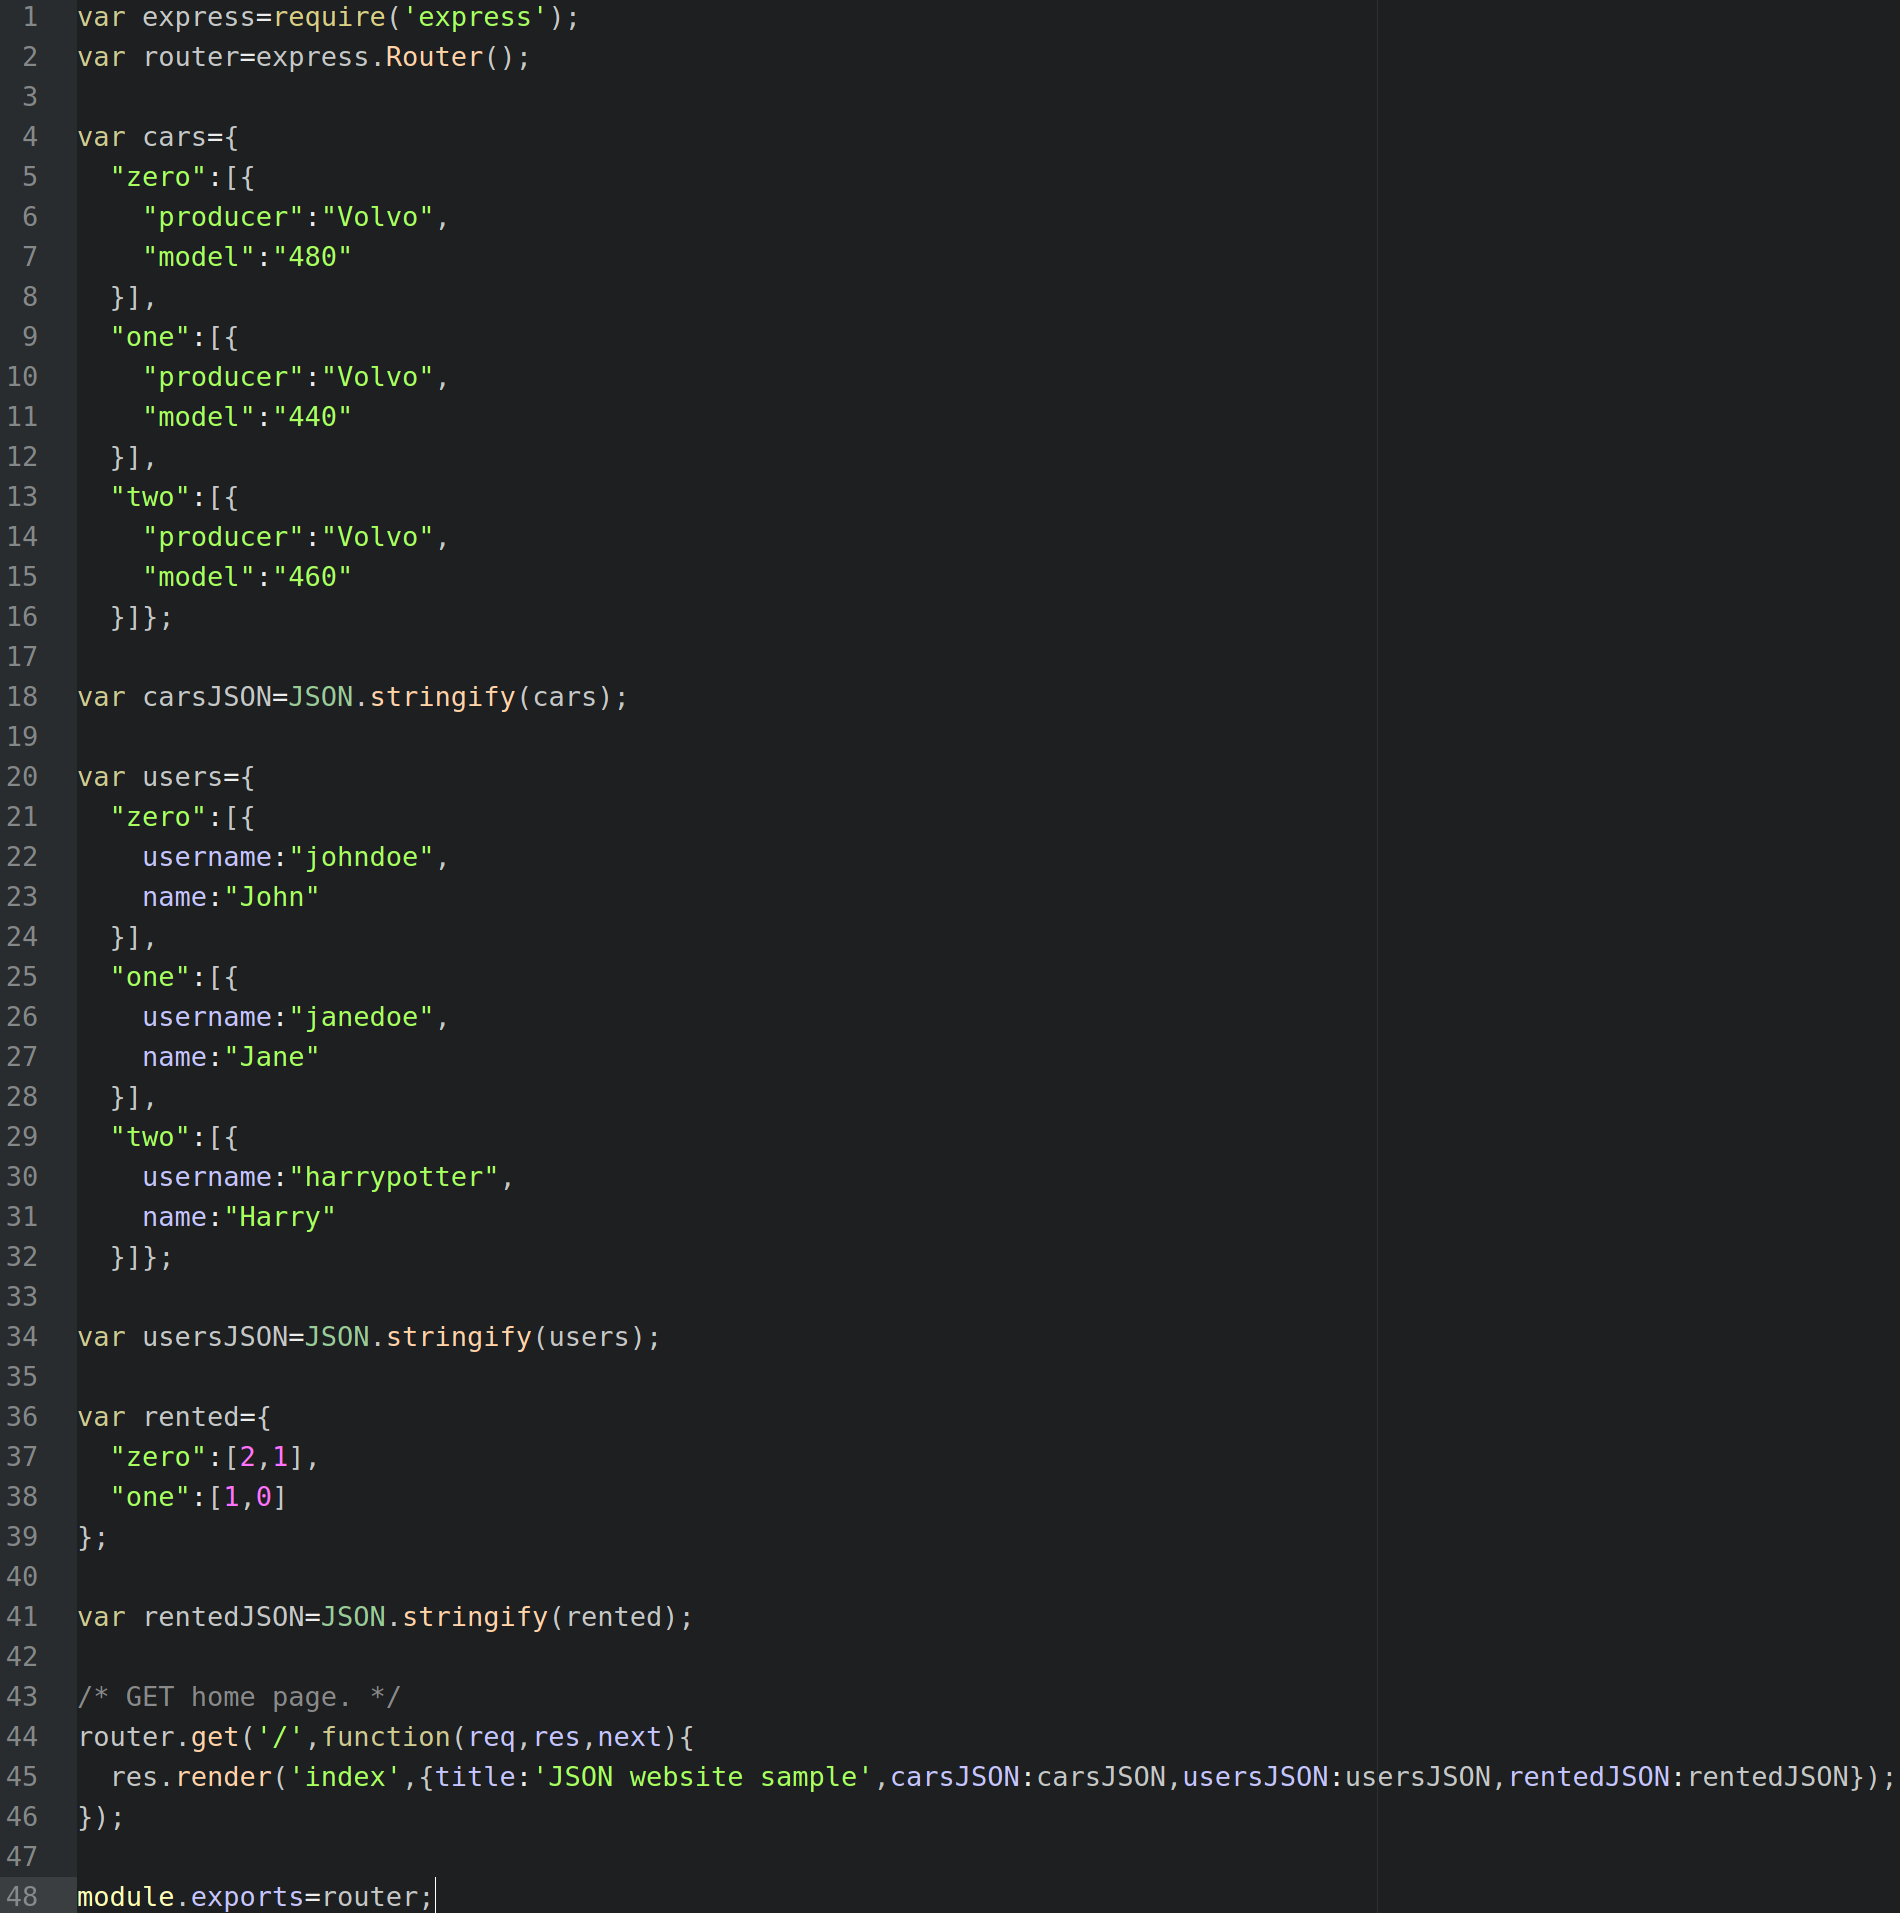 1 var express=require('express');
2 var router=express.Router();
3
4 var cars={
5   "zero":[{
6     "producer":"Volvo",
7     "model":"480"
8   }],
9   "one":[{
10     "producer":"Volvo",
11     "model":"440"
12   }],
13   "two":[{
14     "producer":"Volvo",
15     "model":"460"
16   }]};
17
18 var carsJSON=JSON.stringify(cars);
19
20 var users={
21   "zero":[{
22     username:"johndoe",
23     name:"John"
24   }],
25   "one":[{
26     username:"janedoe",
27     name:"Jane"
28   }],
29   "two":[{
30     username:"harrypotter",
31     name:"Harry"
32   }]};
33
34 var usersJSON=JSON.stringify(users);
35
36 var rented={
37   "zero":[2,1],
38   "one":[1,0]
39 };
40
41 var rentedJSON=JSON.stringify(rented);
42
43 /* GET home page. */
44 router.get('/',function(req,res,next){
45   res.render('index',{title:'JSON website sample',carsJSON:carsJSON,usersJSON:usersJSON,rentedJSON:rentedJSON});
46 });
47
48 module.exports=router;